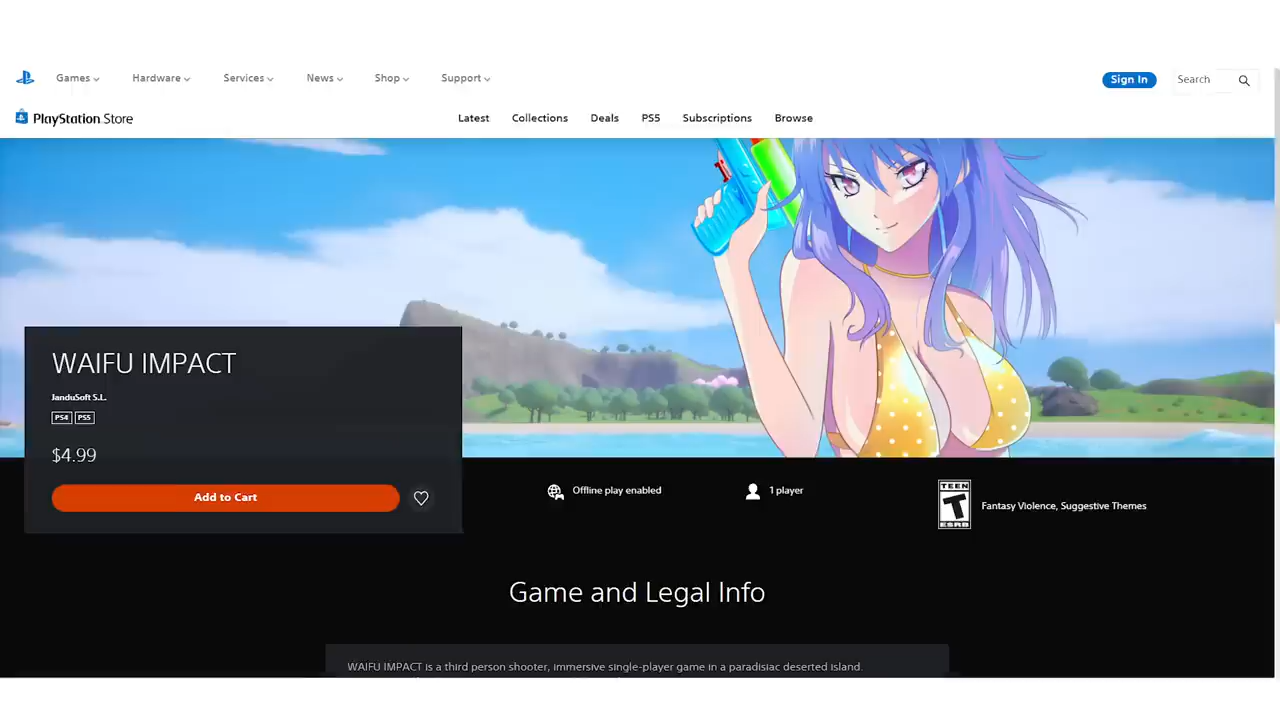 Games Hardware Services News Shop Support Sign In Search
PlayStation Store Latest Collections Deals PS5 Subscriptions Browse
WAIFU IMPACT
JanduSoft S.L.
PS4 PS5
$4.99
Add to Cart
Offline play enabled 1 player
TEEN
T
ESRB
Fantasy Violence, Suggestive Themes
Game and Legal Info
WAIFU IMPACT is a third person shooter, immersive single-player game in a paradisiac deserted island.